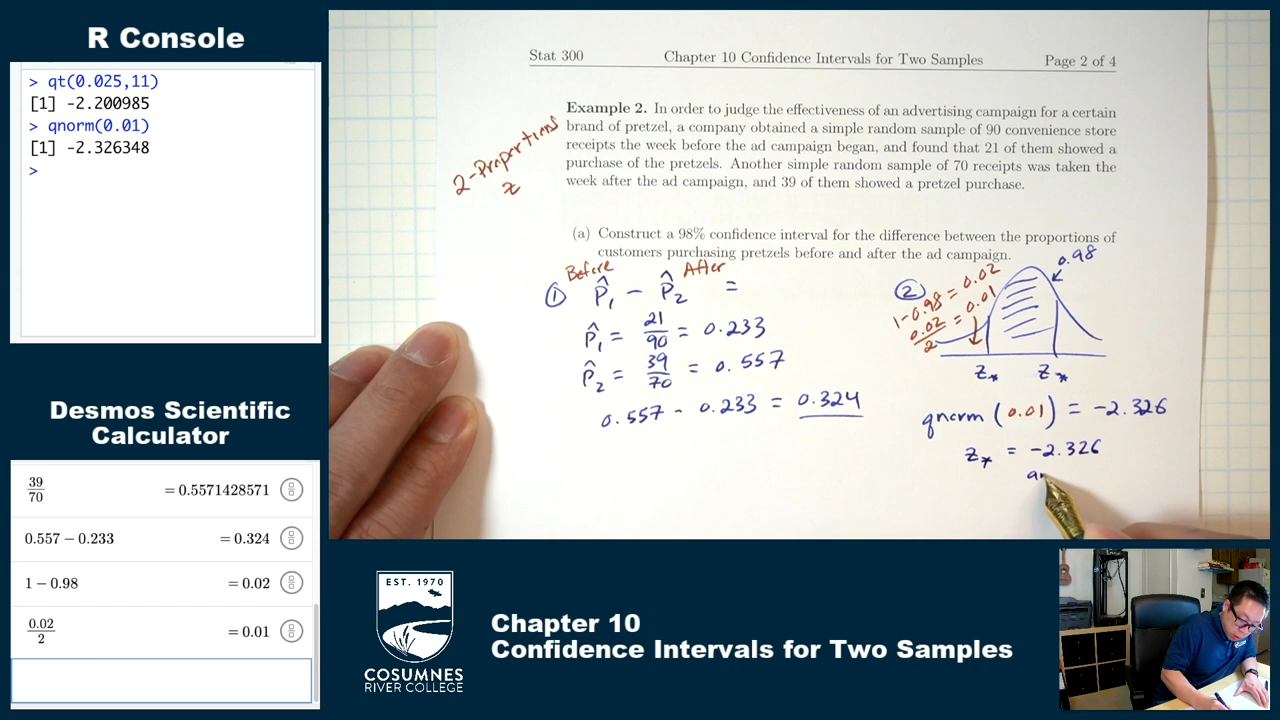 R Console
> qt(0.025,11)
[1] -2.200985
> qnorm(0.01)
[1] -2.326348
>
Desmos Scientific
Calculator
39/70 = 0.5571428571
0.557 − 0.233 = 0.324
1 − 0.98 = 0.02
0.02/2 = 0.01
Stat 300 Chapter 10 Confidence Intervals for Two Samples Page 2 of 4
Example 2. In order to judge the effectiveness of an advertising campaign for a certain
brand of pretzel, a company obtained a simple random sample of 90 convenience store
receipts the week before the ad campaign began, and found that 21 of them showed a
purchase of the pretzels. Another simple random sample of 70 receipts was taken the
week after the ad campaign, and 39 of them showed a pretzel purchase.
2-Proportions
z
(a) Construct a 98% confidence interval for the difference between the proportions of
customers purchasing pretzels before and after the ad campaign.
Before After
① p̂₁ − p̂₂ =
p̂₁ = 21/90 = 0.233
p̂₂ = 39/70 = 0.557
0.557 - 0.233 = 0.324
② 0.98
1-0.98 = 0.02
0.02/2 = 0.01
z* z*
qnorm (0.01) = -2.326
z* = -2.326
EST. 1970
COSUMNES
RIVER COLLEGE
Chapter 10
Confidence Intervals for Two Samples